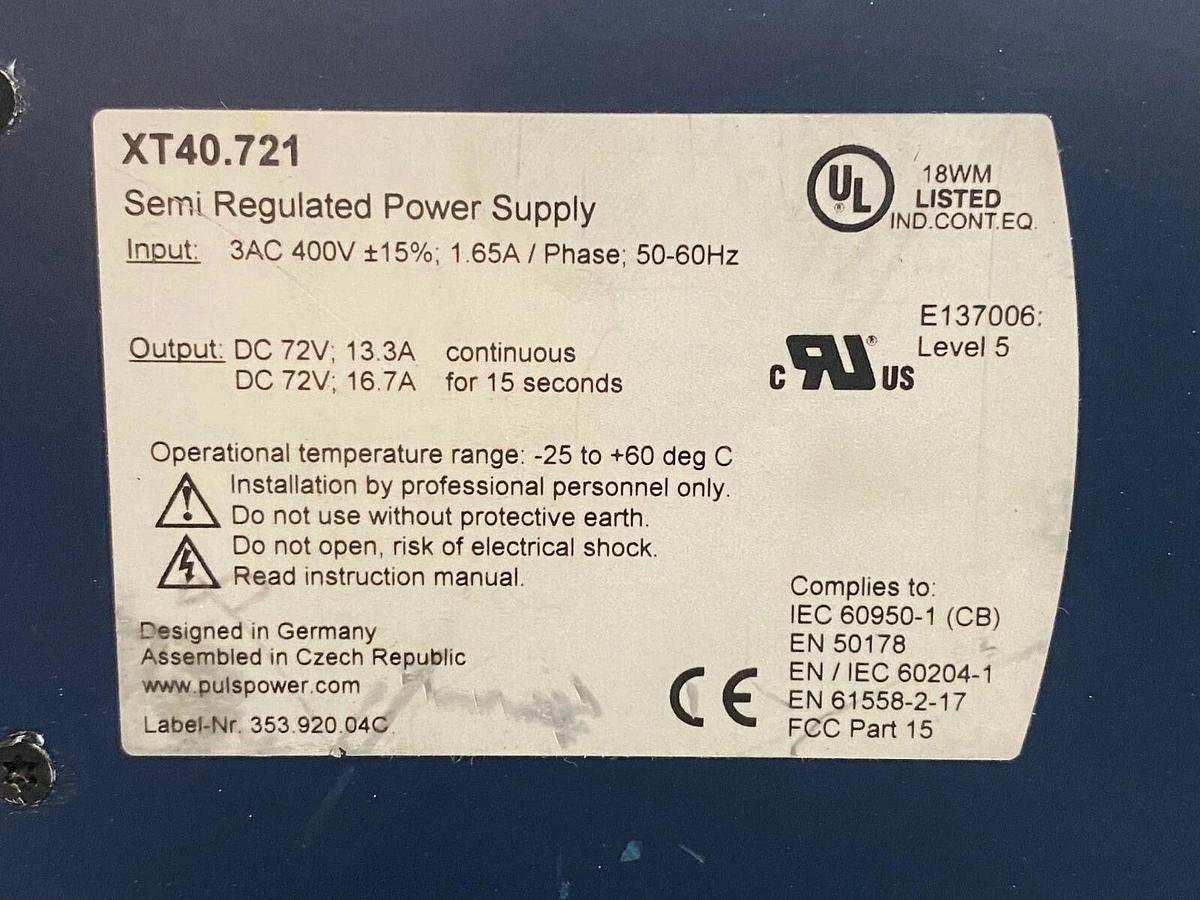 XT40.721
Semi Regulated Power Supply
Input: 3AC 400V ±15%; 1.65A / Phase; 50-60Hz
Output: DC 72V; 13.3A continuous
DC 72V; 16.7A for 15 seconds
Operational temperature range: -25 to +60 deg C
Installation by professional personnel only.
Do not use without protective earth.
Do not open, risk of electrical shock.
Read instruction manual.
Designed in Germany
Assembled in Czech Republic
www.pulspower.com
Label-Nr. 353.920.04C
UL ®
18WM
LISTED
IND.CONT.EQ.
E137006:
Level 5
c RU ® US
CE
Complies to:
IEC 60950-1 (CB)
EN 50178
EN / IEC 60204-1
EN 61558-2-17
FCC Part 15